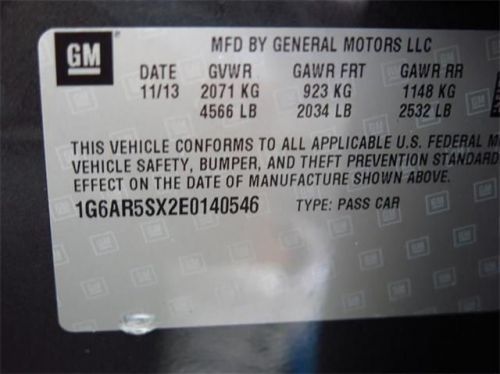 GM
MFD BY GENERAL MOTORS LLC
DATE GVWR GAWR FRT GAWR RR
11/13 2071 KG 923 KG 1148 KG
4566 LB 2034 LB 2532 LB
THIS VEHICLE CONFORMS TO ALL APPLICABLE U.S. FEDERAL
VEHICLE SAFETY, BUMPER, AND THEFT PREVENTION STANDARD
EFFECT ON THE DATE OF MANUFACTURE SHOWN ABOVE.
1G6AR5SX2E0140546 TYPE: PASS CAR